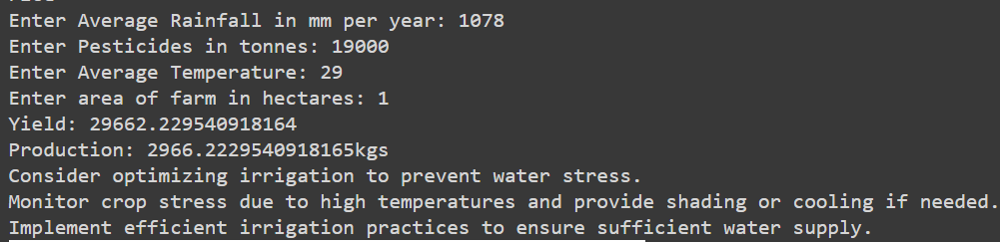 Enter Average Rainfall in mm per year: 1078
Enter Pesticides in tonnes: 19000
Enter Average Temperature: 29
Enter area of farm in hectares: 1
Yield: 29662.229540918164
Production: 2966.2229540918165kgs
Consider optimizing irrigation to prevent water stress.
Monitor crop stress due to high temperatures and provide shading or cooling if needed.
Implement efficient irrigation practices to ensure sufficient water supply.